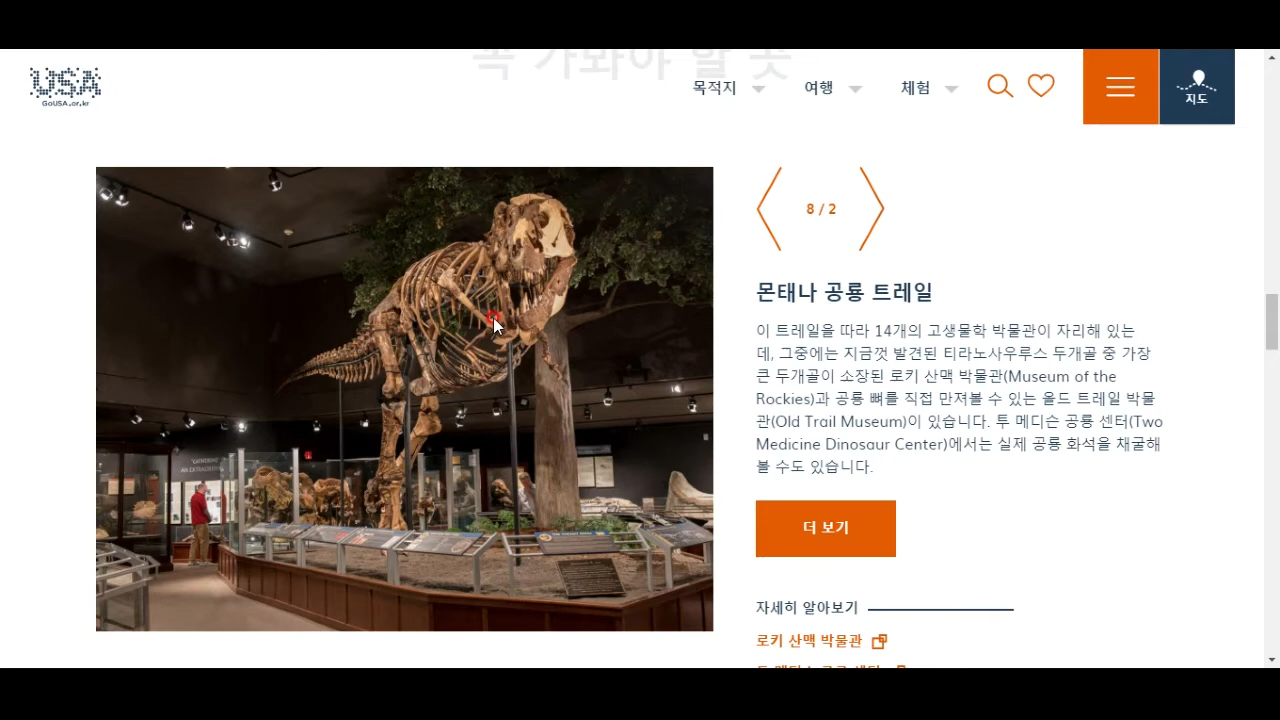 꼭 가봐야 할 곳
USA
GoUSA.or.kr
목적지
여행
체험
지도
8 / 2
몬태나 공룡 트레일
이 트레일을 따라 14개의 고생물학 박물관이 자리해 있는
데, 그중에는 지금껏 발견된 티라노사우루스 두개골 중 가장
큰 두개골이 소장된 로키 산맥 박물관(Museum of the
Rockies)과 공룡 뼈를 직접 만져볼 수 있는 올드 트레일 박물
관(Old Trail Museum)이 있습니다. 투 메디슨 공룡 센터(Two
Medicine Dinosaur Center)에서는 실제 공룡 화석을 채굴해
볼 수도 있습니다.
더 보기
자세히 알아보기
로키 산맥 박물관